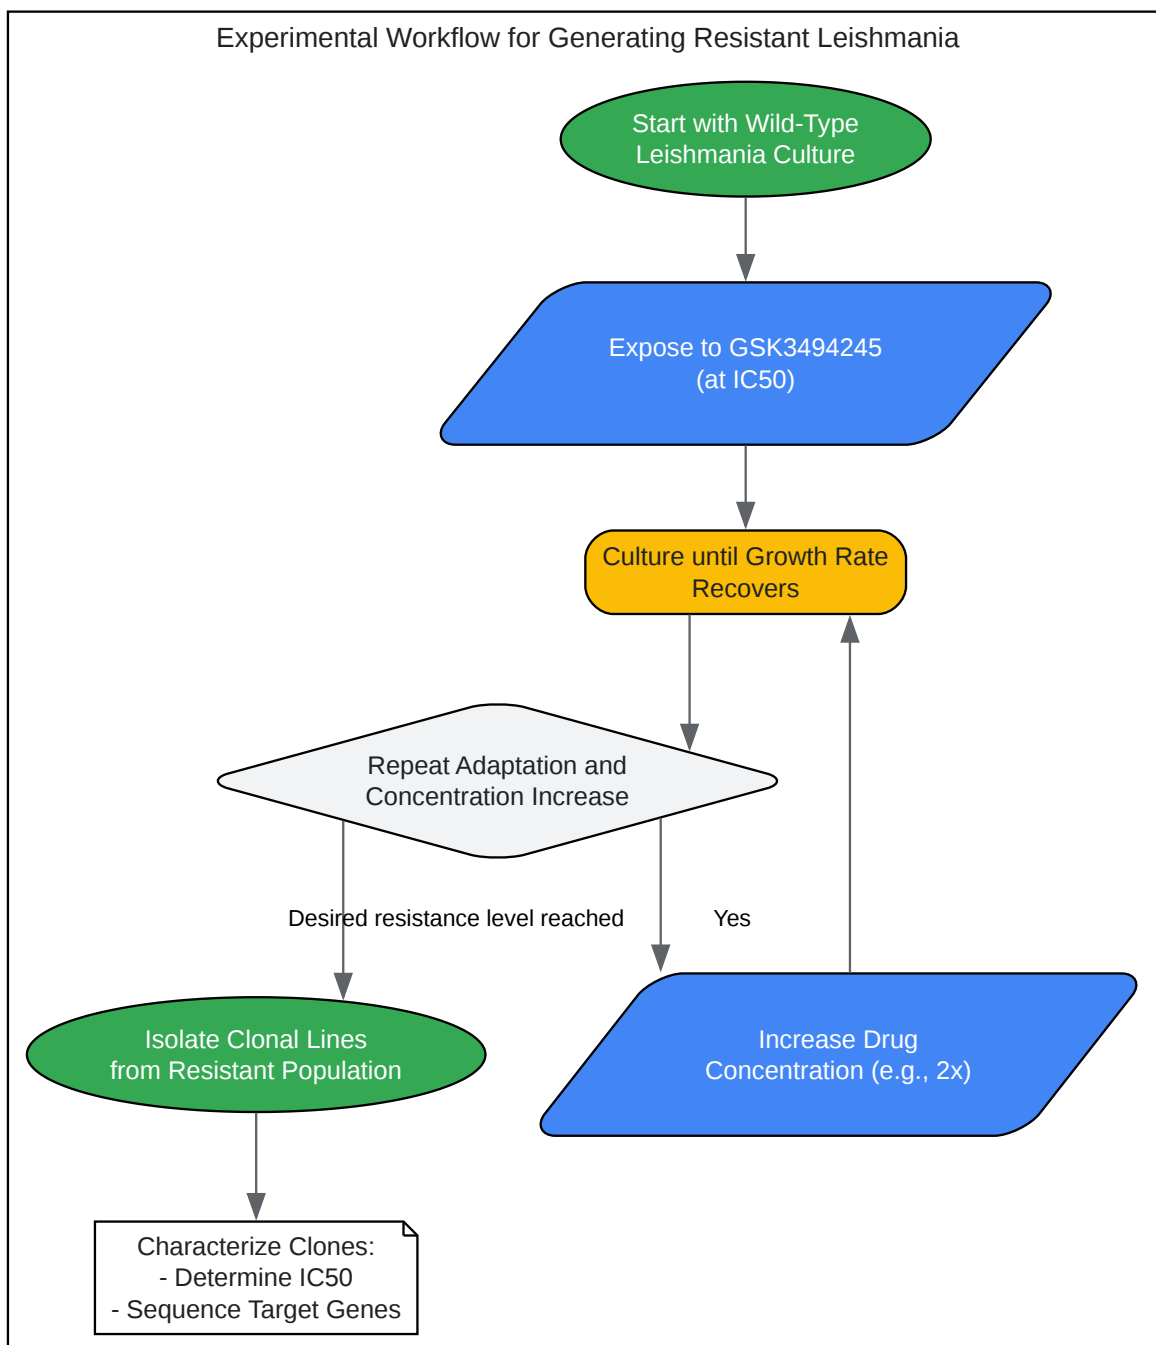 Experimental Workflow for Generating Resistant Leishmania
Start with Wild-Type
Leishmania Culture
Expose to GSK3494245
(at IC50)
Culture until Growth Rate
Recovers
Repeat Adaptation and
Concentration Increase
Desired resistance level reached
Yes
Isolate Clonal Lines
from Resistant Population
Increase Drug
Concentration (e.g., 2x)
Characterize Clones:
- Determine IC50
- Sequence Target Genes